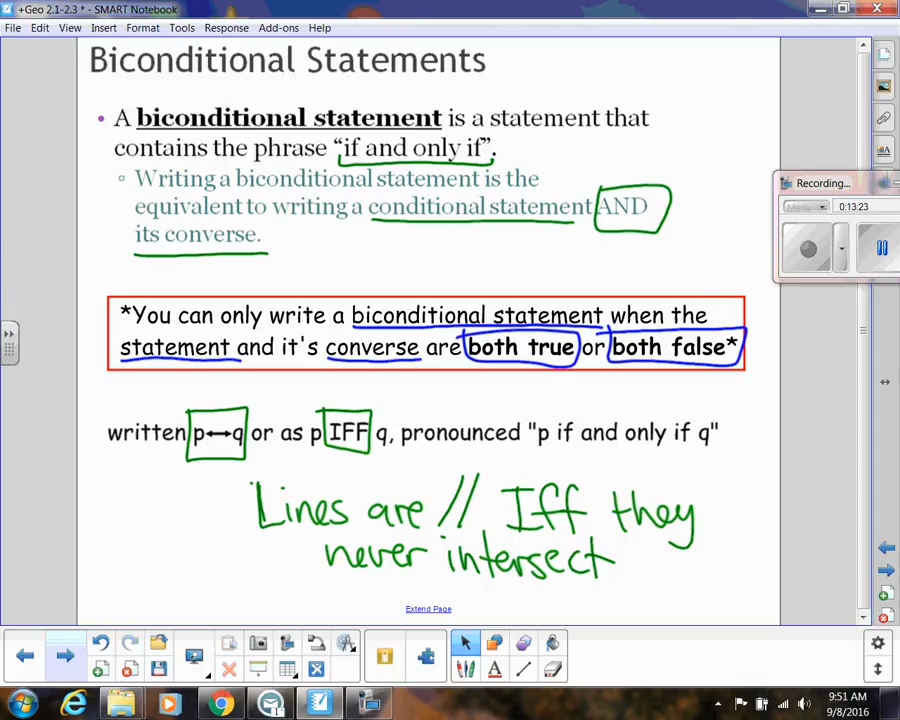 +Geo 2.1-2.3 * - SMART Notebook
File Edit View Insert Format Tools Response Add-ons Help
Biconditional Statements
• A biconditional statement is a statement that
contains the phrase “if and only if”.
Writing a biconditional statement is the
equivalent to writing a conditional statement AND
its converse.
Recording...
Menu
0:13:23
*You can only write a biconditional statement when the
statement and it's converse are both true or both false*
written p↔q or as p IFF q, pronounced "p if and only if q"
Lines are // Iff they
never intersect
Extend Page
9:51 AM
9/8/2016